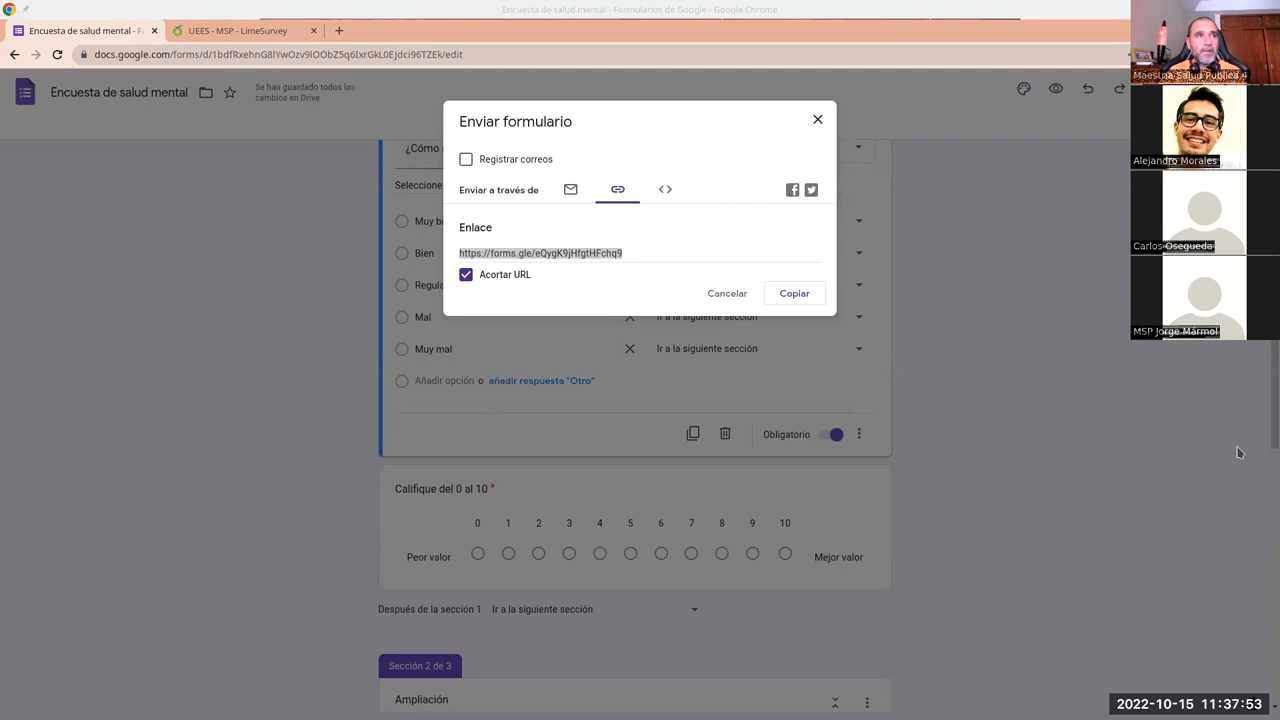 Encuesta de salud mental - Formularios de Google - Google Chrome
Encuesta de salud mental - F
UEES - MSP - LimeSurvey
docs.google.com/forms/d/1bdfRxehnG8lYwOzv9lOObZ5q6IxrGkL0EJdci96TZEk/edit
Encuesta de salud mental
Se han guardado todos los
cambios en Drive
Enviar formulario
Registrar correos
Enviar a través de
Enlace
https://forms.gle/eQygK9jHfgtHFchq9
Acortar URL
Cancelar
Copiar
¿Cómo
Seleccione
Muy bi
Bien
Regula
Mal
Ir a la siguiente sección
Muy mal
Ir a la siguiente sección
Añadir opción o añadir respuesta "Otro"
Obligatorio
Califique del 0 al 10 *
0 1 2 3 4 5 6 7 8 9 10
Peor valor
Mejor valor
Después de la sección 1 Ir a la siguiente sección
Sección 2 de 3
Ampliación
Maestría Salud Pública 4
Alejandro Morales
Carlos Osegueda
MSP Jorge Mármol
2022-10-15 11:37:53